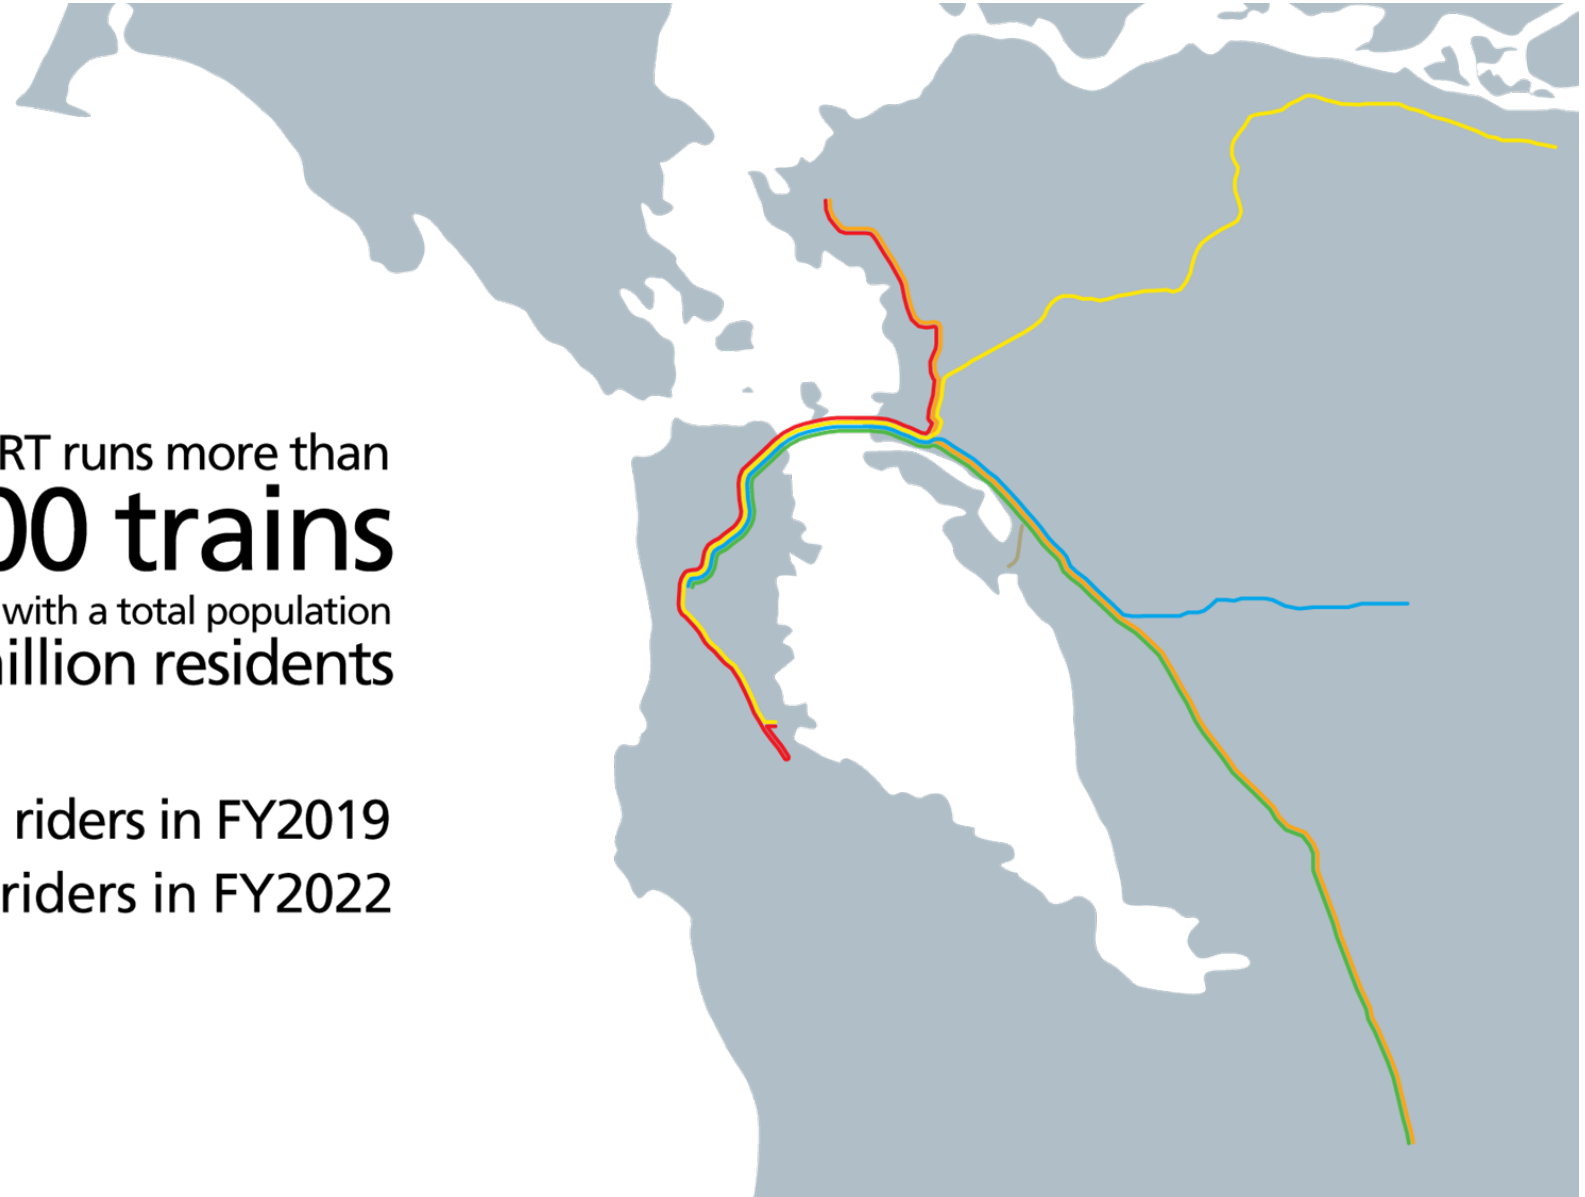 RT runs more than
00 trains
with a total population
illion residents
riders in FY2019
riders in FY2022